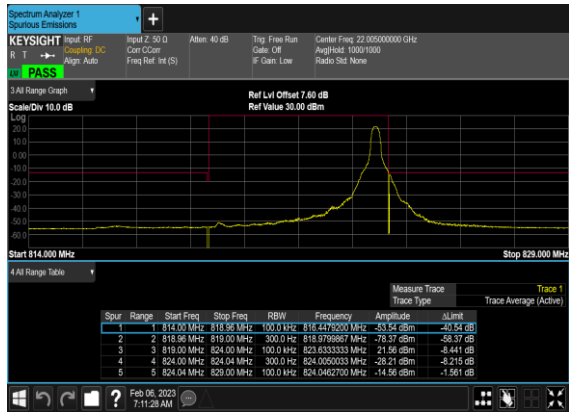 Spectrum Analyzer 1
Spurious Emissions
KEYSIGHT Input: RF Input Z: 50 Ω Atten: 40 dB Trig: Free Run Center Freq: 22.005000000 GHz
R T Coupling: DC Corr CCorr Gate: Off Avg|Hold: 1000/1000
Align: Auto Freq Ref: Int (S) IF Gain: Low Radio Std: None
PASS
3 All Range Graph
Ref Lvl Offset 7.60 dB
Scale/Div 10.0 dB Ref Value 30.00 dBm
Log
20.0
10.0
0.00
-10.0
-20.0
-30.0
-40.0
-50.0
-60.0
Start 814.000 MHz Stop 829.000 MHz
4 All Range Table
Measure Trace Trace 1
Trace Type Trace Average (Active)
Spur Range Start Freq Stop Freq RBW Frequency Amplitude ΔLimit
1 1 814.00 MHz 818.96 MHz 100.0 kHz 816.4479200 MHz -53.54 dBm -40.54 dB
2 2 818.96 MHz 819.00 MHz 300.0 Hz 818.9799867 MHz -78.37 dBm -58.37 dB
3 3 819.00 MHz 824.00 MHz 100.0 kHz 823.6333333 MHz 21.56 dBm -8.441 dB
4 4 824.00 MHz 824.04 MHz 300.0 Hz 824.0050033 MHz -28.21 dBm -8.215 dB
5 5 824.04 MHz 829.00 MHz 100.0 kHz 824.0462700 MHz -14.56 dBm -1.561 dB
Feb 06, 2023
7:11:28 AM